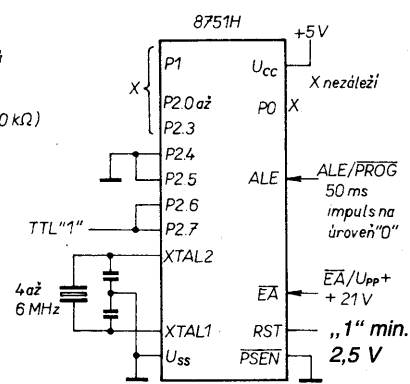 8751H
+5V
P1
Ucc
X nezáleží
X
P2.0 až
P0 X
0 kΩ)
P2.3
P2.4
P2.5
ALE
ALE/PROG
50 ms
impuls na
úroveň "0"
P2.6
TTL "1"
P2.7
XTAL2
4 až
6 MHz
EA
EA/UPP+
+ 21 V
XTAL1
RST
„1“ min.
2,5 V
Uss
PSEN